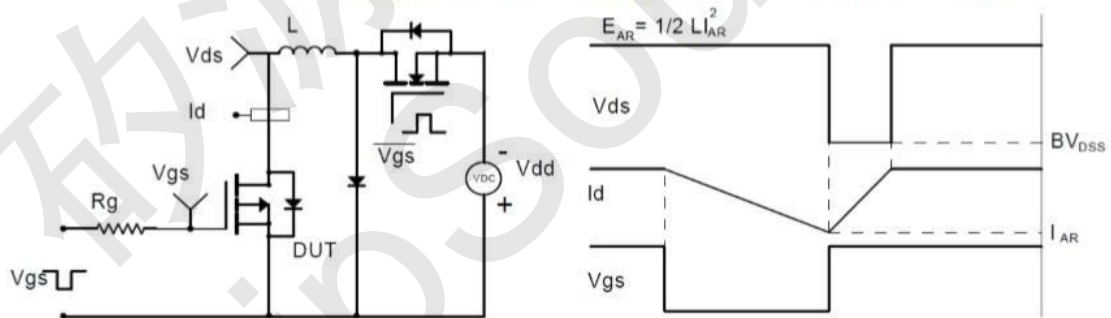 L
Vds
Id
Vgs
Rg
Vgs
DUT
Vgs
-
VDC
Vdd
+
E_AR = 1/2 LI_AR^2
Vds
BV_DSS
Id
I_AR
Vgs